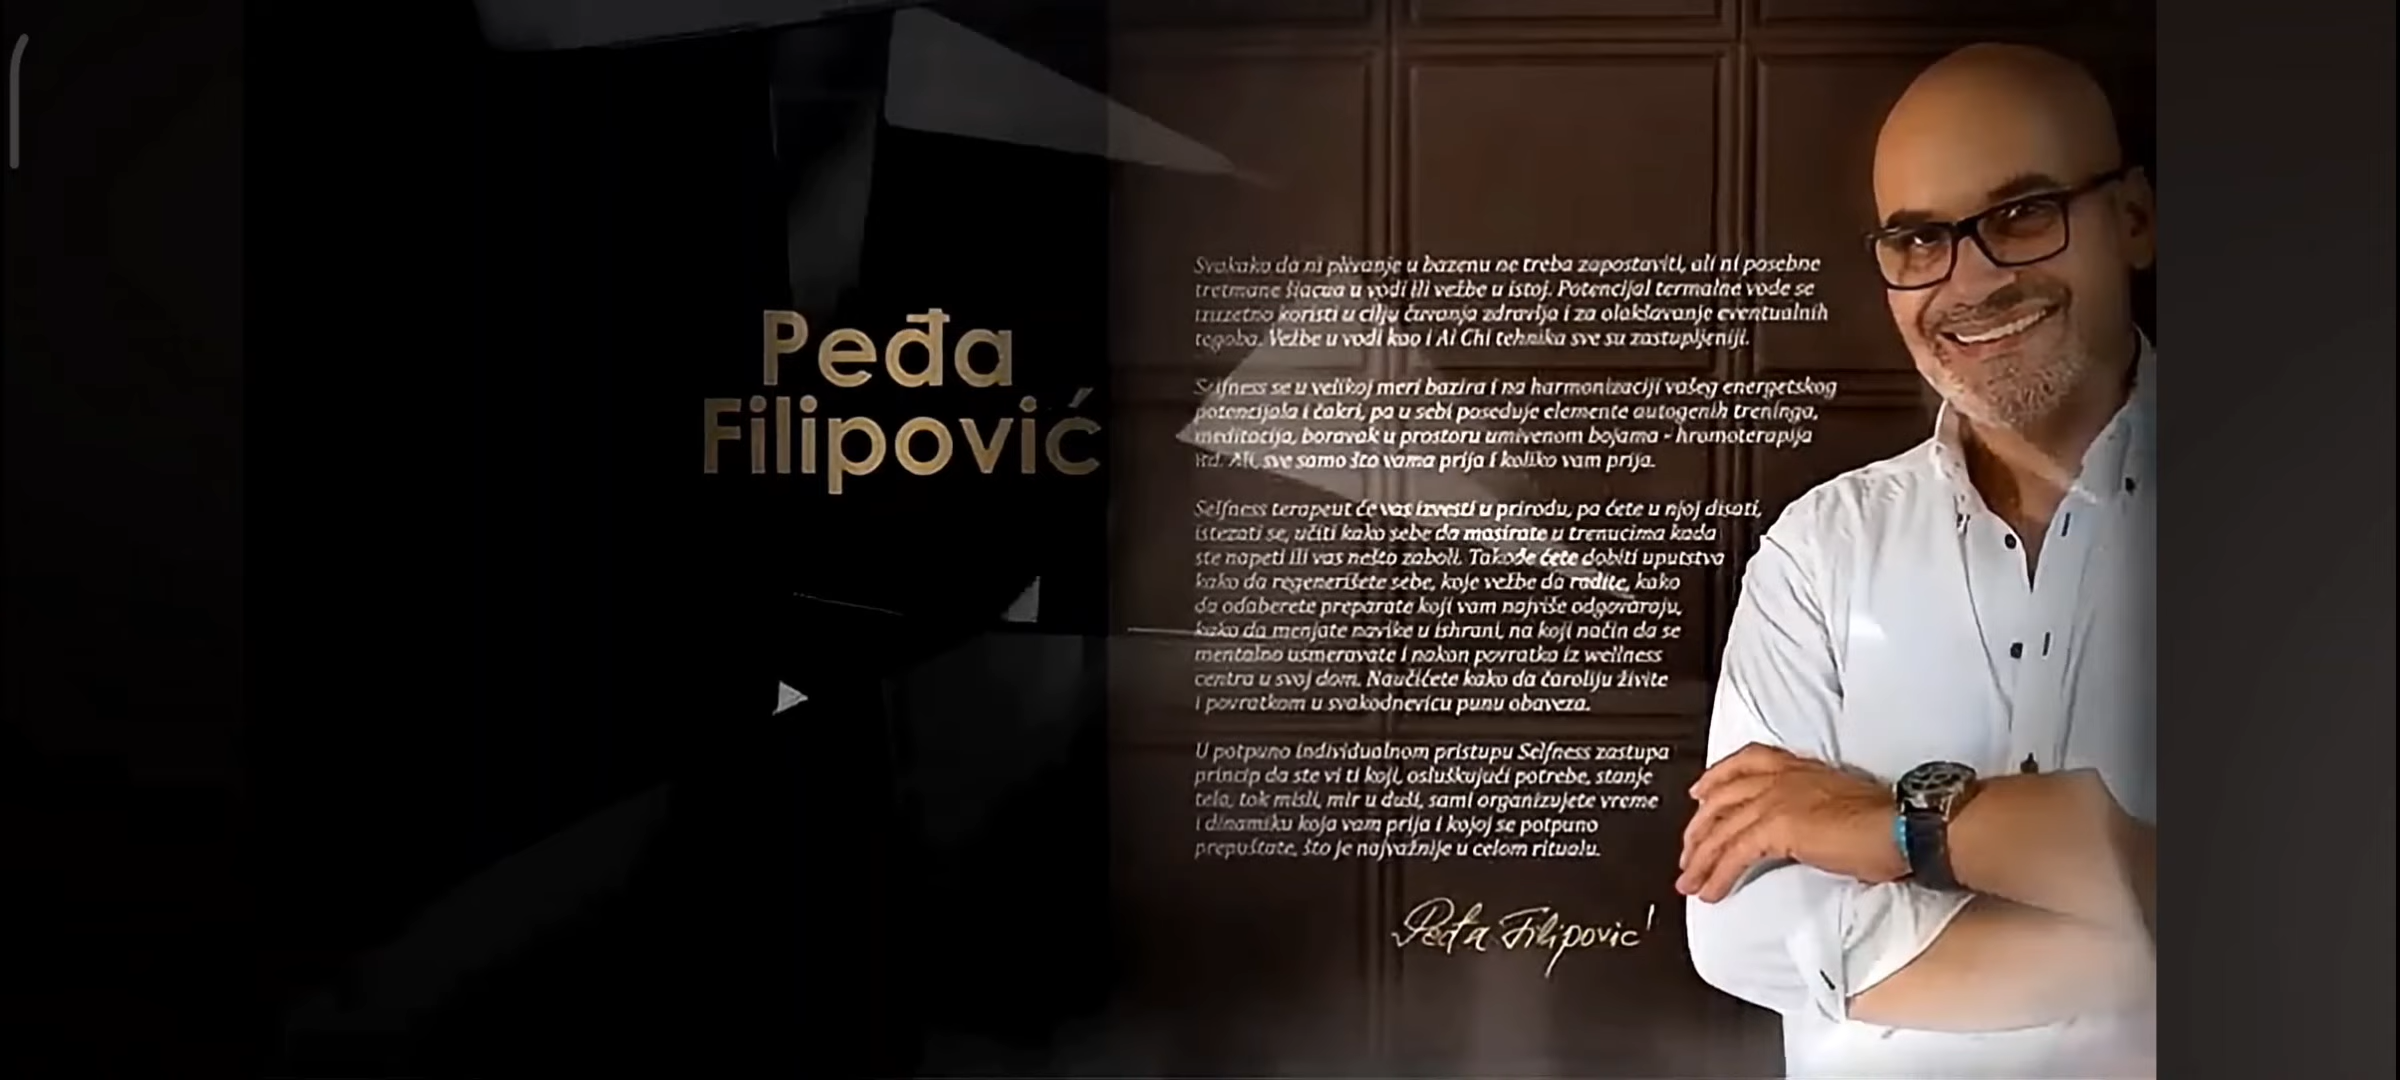 Peđa
Filipović
Svakako da ni plivanje u bazenu ne treba zapostaviti, ali ni posebne
tretmane šiacua u vodi ili vežbe u istoj. Potencijal termalne vode se
izuzetno koristi u cilju čuvanja zdravlja i za olakšavanje eventualnih
tegoba. Vežbe u vodi kao i Ai Chi tehnika sve su zastupljeniji.
Selfness se u velikoj meri bazira i na harmonizaciji vašeg energetskog
potencijala i čakri, pa u sebi poseduje elemente autogenih treninga,
meditacija, boravak u prostoru umivenom bojama - hromoterapija
itd. Ali, sve samo što vama prija i koliko vam prija.
Selfness terapeut će vas izvesti u prirodu, pa ćete u njoj disati,
istezati se, učiti kako sebe da masirate u trenucima kada
ste napeti ili vas nešto zaboli. Takođe ćete dobiti uputstva
kako da regenerišete sebe, koje vežbe da radite, kako
da odaberete preparate koji vam najviše odgovaraju,
kako da menjate navike u ishrani, na koji način da se
mentalno usmeravate i nakon povratka iz wellness
centra u svoj dom. Naučićete kako da čaroliju živite
i povratkom u svakodnevicu punu obaveza.
U potpuno individualnom pristupu Selfness zastupa
princip da ste vi ti koji, osluškujući potrebe, stanje
tela, tok misli, mir u duši, sami organizujete vreme
i dinamiku koja vam prija i kojoj se potpuno
prepuštate, što je najvažnije u celom ritualu.
Peđa Filipović